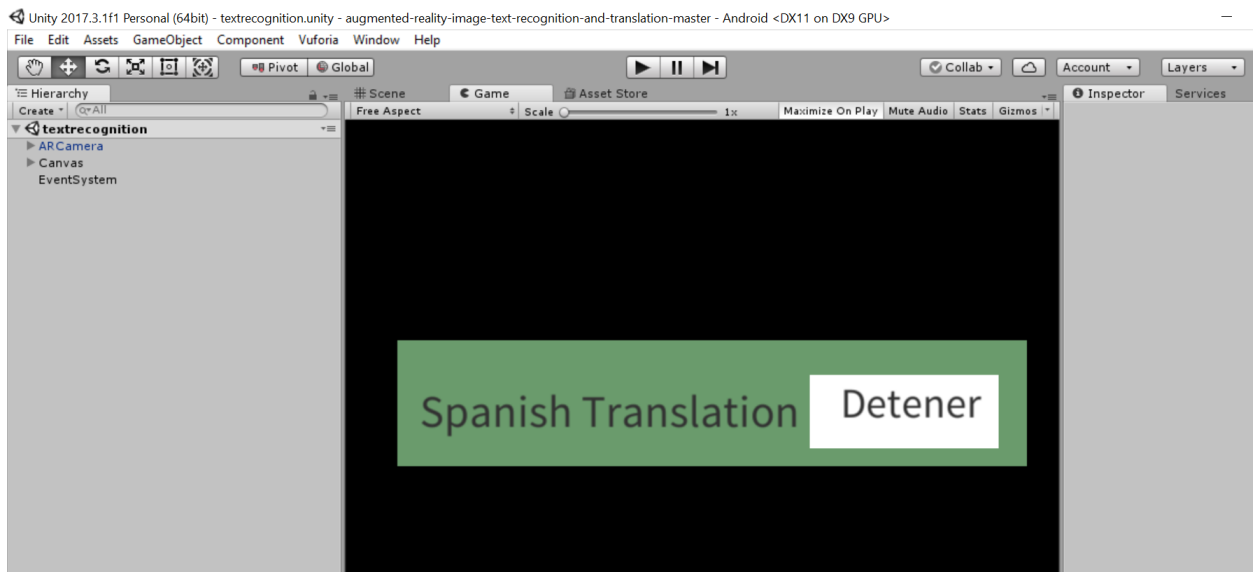 Unity 2017.3.1f1 Personal (64bit) - textrecognition.unity - augmented-reality-image-text-recognition-and-translation-master - Android <DX11 on DX9 GPU>
File Edit Assets GameObject Component Vuforia Window Help
Pivot Global Collab Account Layers
Hierarchy # Scene Game Asset Store Inspector Services
Create All Free Aspect Scale 1x Maximize On Play Mute Audio Stats Gizmos
textrecognition
ARCamera
Canvas
EventSystem
Spanish Translation Detener